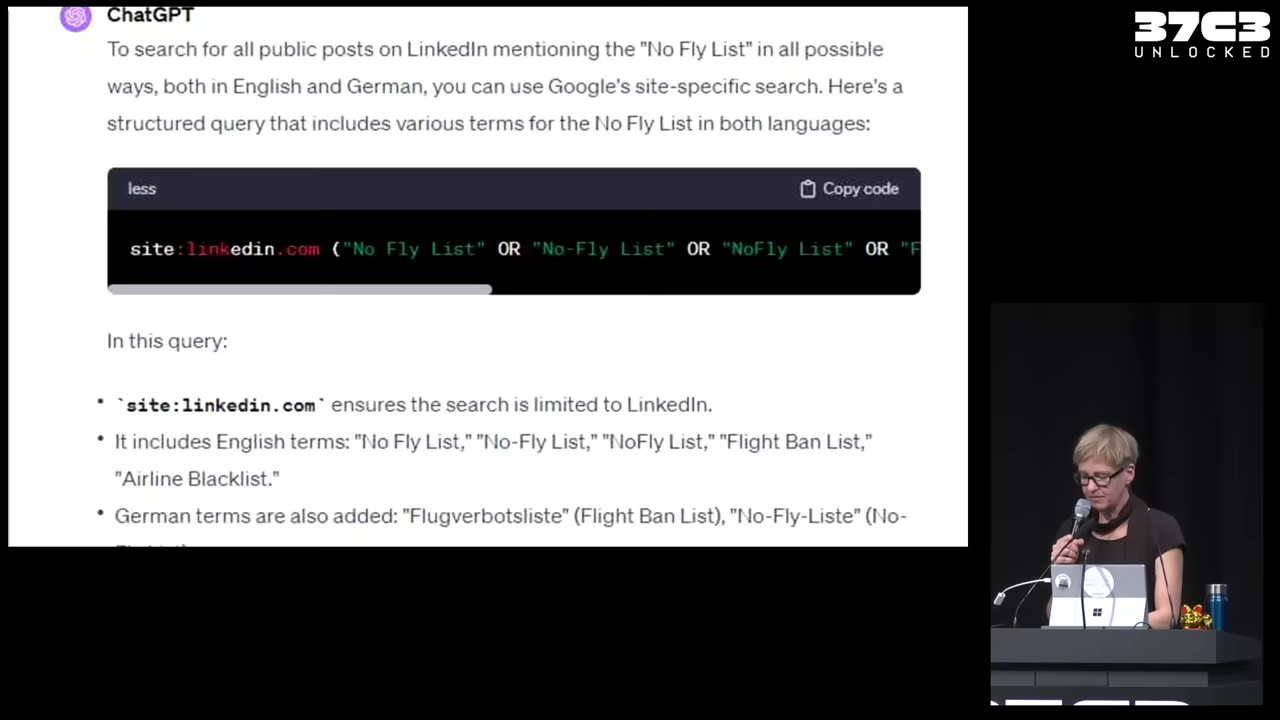 ChatGPT
To search for all public posts on LinkedIn mentioning the "No Fly List" in all possible
ways, both in English and German, you can use Google's site-specific search. Here's a
structured query that includes various terms for the No Fly List in both languages:
less
Copy code
site:linkedin.com ("No Fly List" OR "No-Fly List" OR "NoFly List" OR "F
In this query:
• `site:linkedin.com` ensures the search is limited to LinkedIn.
• It includes English terms: "No Fly List," "No-Fly List," "NoFly List," "Flight Ban List,"
"Airline Blacklist."
• German terms are also added: "Flugverbotsliste" (Flight Ban List), "No-Fly-Liste" (No-
37C3
UNLOCKED